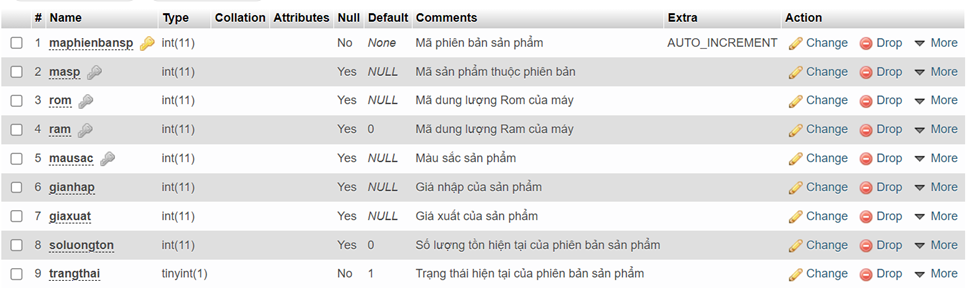 # Name Type Collation Attributes Null Default Comments Extra Action
1 maphienbansp int(11) No None Mã phiên bản sản phẩm AUTO_INCREMENT Change Drop More
2 masp int(11) Yes NULL Mã sản phẩm thuộc phiên bản Change Drop More
3 rom int(11) Yes NULL Mã dung lượng Rom của máy Change Drop More
4 ram int(11) Yes 0 Mã dung lượng Ram của máy Change Drop More
5 mausac int(11) Yes NULL Màu sắc sản phẩm Change Drop More
6 gianhap int(11) Yes NULL Giá nhập của sản phẩm Change Drop More
7 giaxuat int(11) Yes NULL Giá xuất của sản phẩm Change Drop More
8 soluongton int(11) Yes 0 Số lượng tồn hiện tại của phiên bản sản phẩm Change Drop More
9 trangthai tinyint(1) No 1 Trạng thái hiện tại của phiên bản sản phẩm Change Drop More